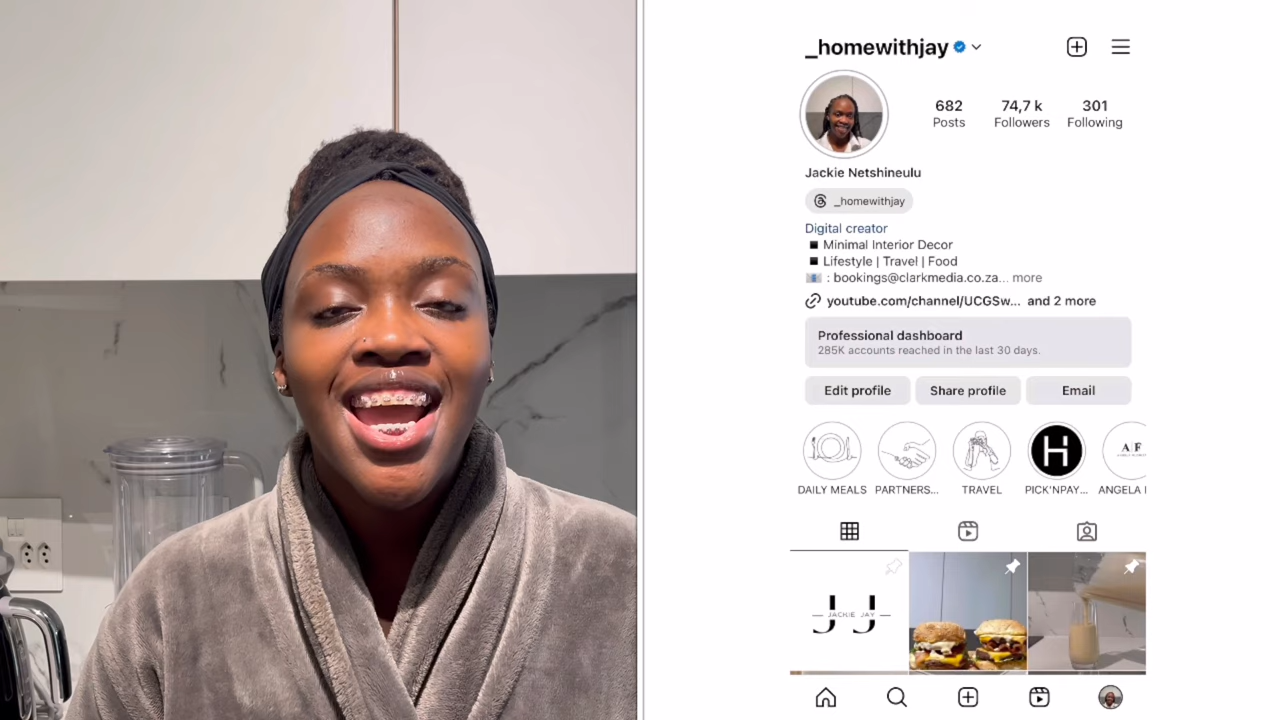 _homewithjay
682 74,7 k 301
Posts Followers Following
Jackie Netshineulu
_homewithjay
Digital creator
Minimal Interior Decor
Lifestyle | Travel | Food
: bookings@clarkmedia.co.za... more
youtube.com/channel/UCGSw... and 2 more
Professional dashboard
285K accounts reached in the last 30 days.
Edit profile Share profile Email
H A|F
DAILY MEALS PARTNERS... TRAVEL PICK'NPAY... ANGELA
JJ
JACKIE JAY